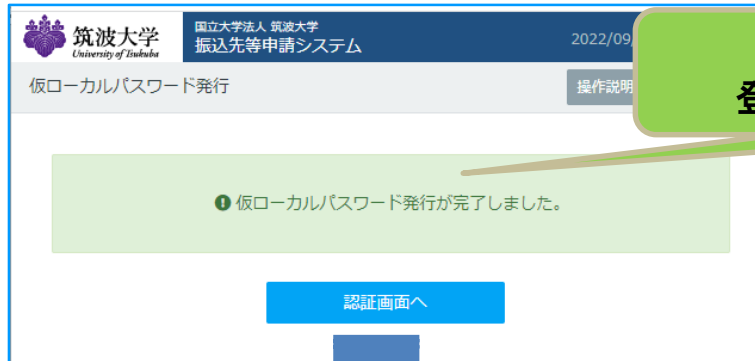 筑波大学
University of Tsukuba
国立大学法人 筑波大学
振込先等申請システム
2022/09/
仮ローカルパスワード発行
操作説明
登
仮ローカルパスワード発行が完了しました。
認証画面へ